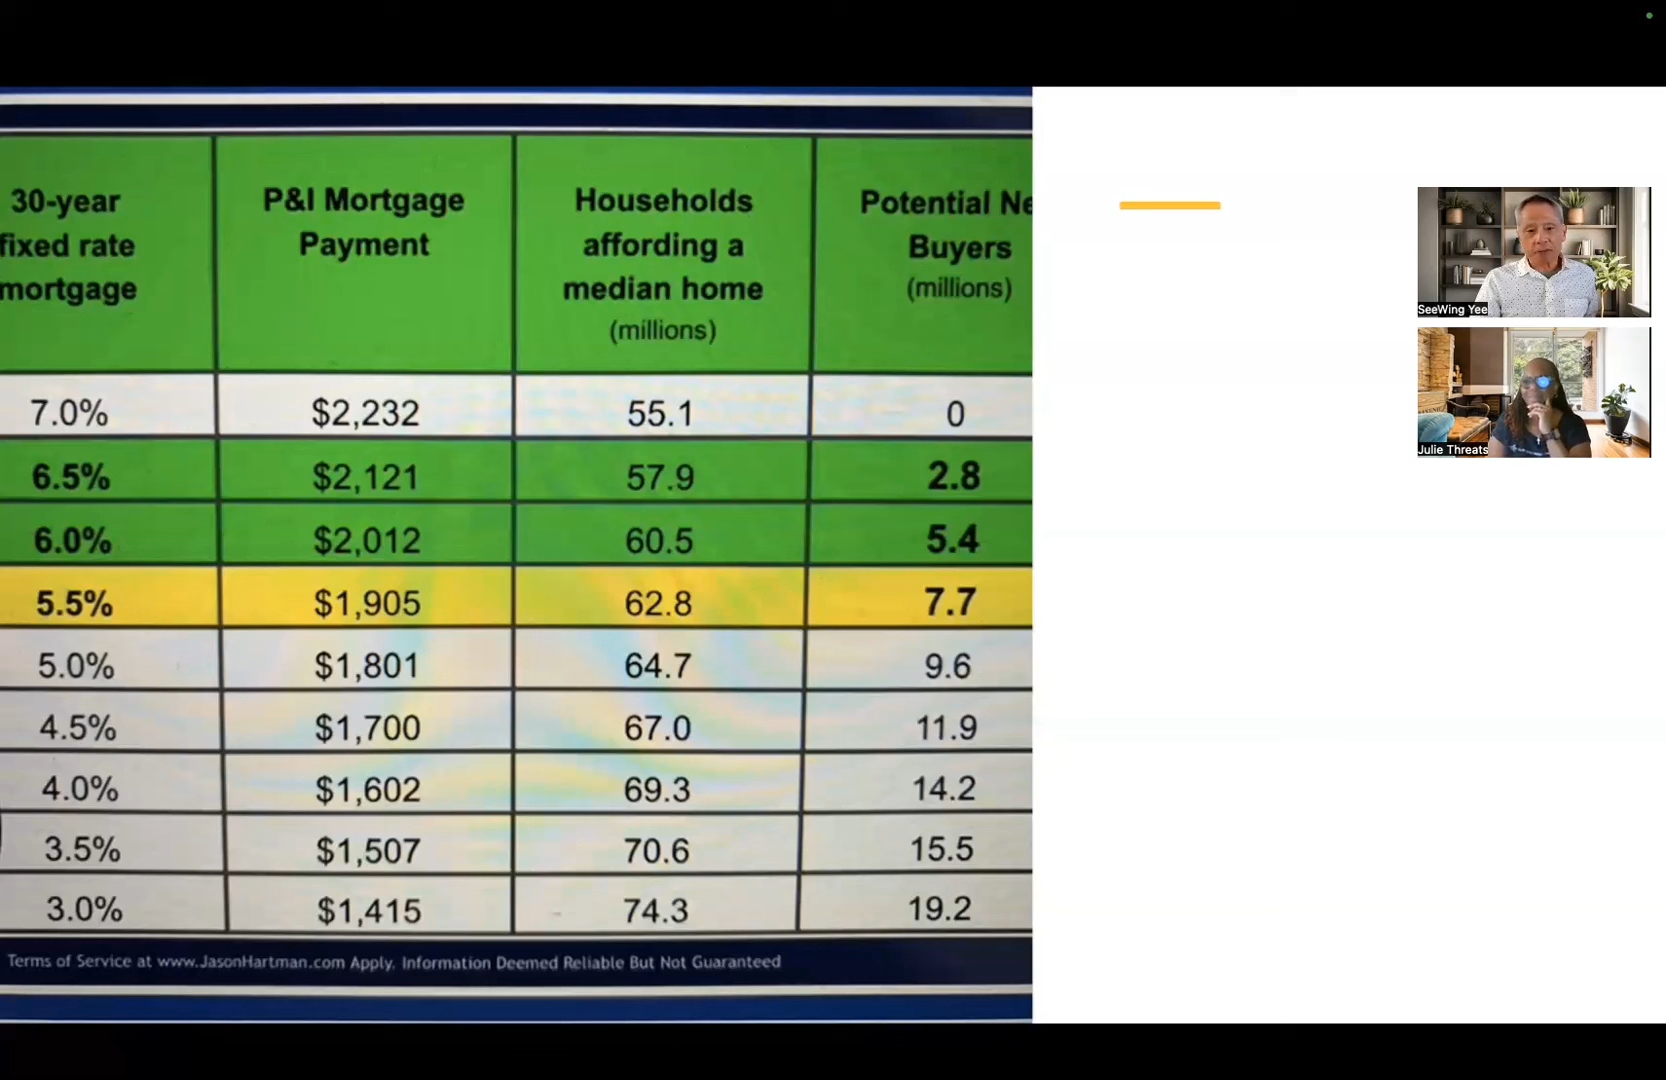 30-year
fixed rate
mortgage
P&I Mortgage
Payment
Households
affording a
median home
(millions)
Potential Ne
Buyers
(millions)
7.0% $2,232 55.1 0
6.5% $2,121 57.9 2.8
6.0% $2,012 60.5 5.4
5.5% $1,905 62.8 7.7
5.0% $1,801 64.7 9.6
4.5% $1,700 67.0 11.9
4.0% $1,602 69.3 14.2
3.5% $1,507 70.6 15.5
3.0% $1,415 74.3 19.2
Terms of Service at www.JasonHartman.com Apply, Information Deemed Reliable But Not Guaranteed
SeeWing Yee
Julie Threats